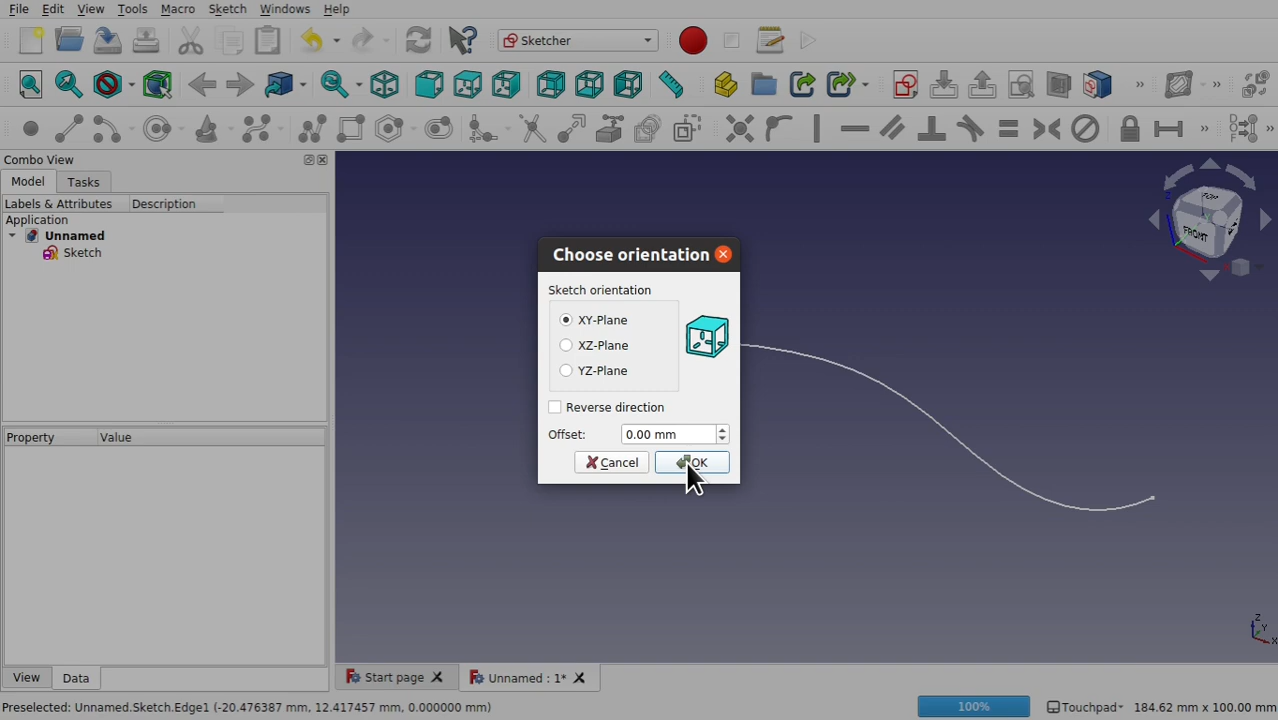 File Edit View Tools Macro Sketch Windows Help
Sketcher
Combo View
Model Tasks
Labels & Attributes Description
Application
Unnamed
Sketch
Property Value
View Data
Choose orientation
Sketch orientation
XY-Plane
XZ-Plane
YZ-Plane
Reverse direction
Offset: 0.00 mm
Cancel OK
FRONT
Z
Y
X
Start page Unnamed : 1*
Preselected: Unnamed.Sketch.Edge1 (-20.476387 mm, 12.417457 mm, 0.000000 mm) 100% Touchpad 184.62 mm x 100.00 mm